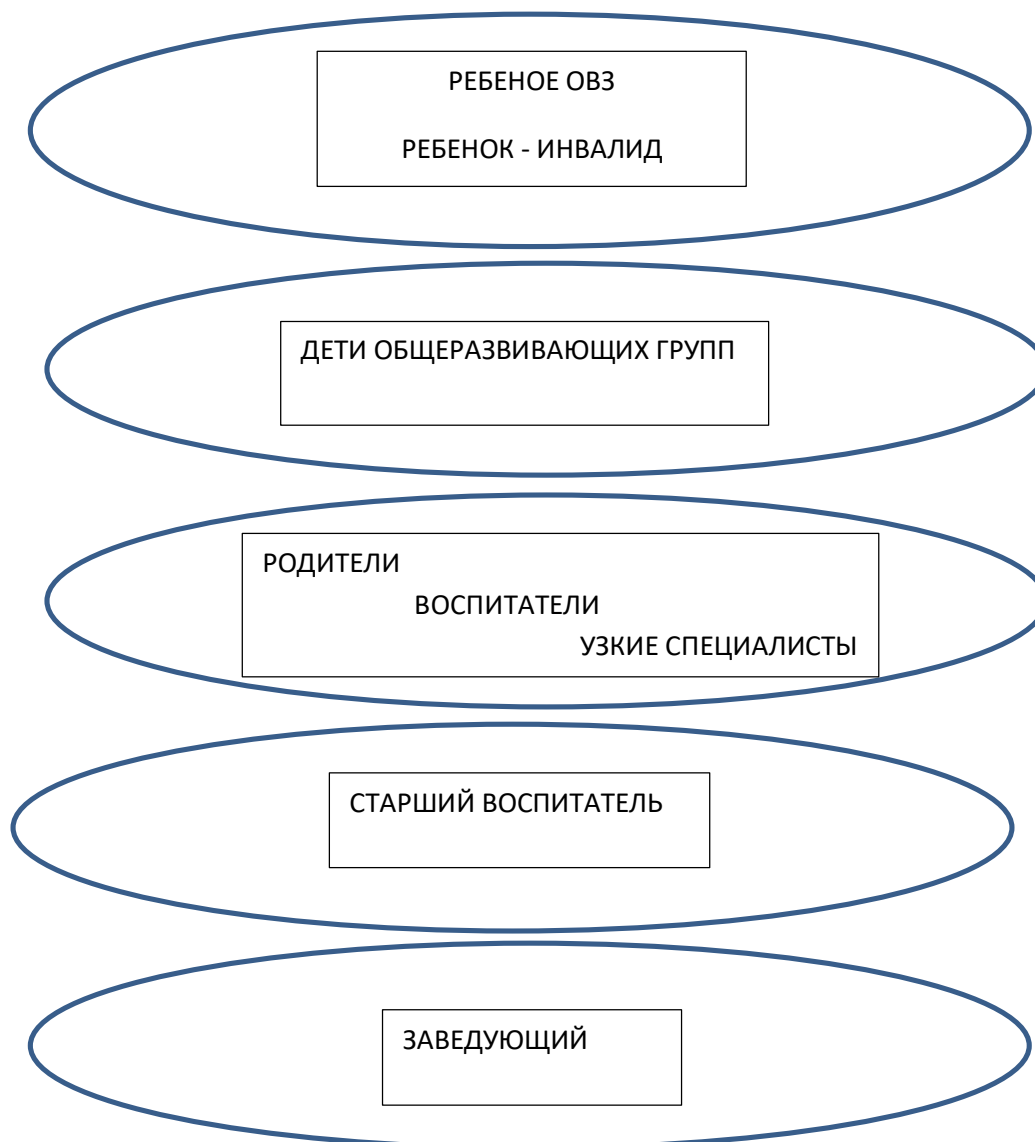 РЕБЕНОЕ ОВЗ
РЕБЕНОК - ИНВАЛИД
ДЕТИ ОБЩЕРАЗВИВАЮЩИХ ГРУПП
РОДИТЕЛИ
ВОСПИТАТЕЛИ
УЗКИЕ СПЕЦИАЛИСТЫ
СТАРШИЙ ВОСПИТАТЕЛЬ
ЗАВЕДУЮЩИЙ